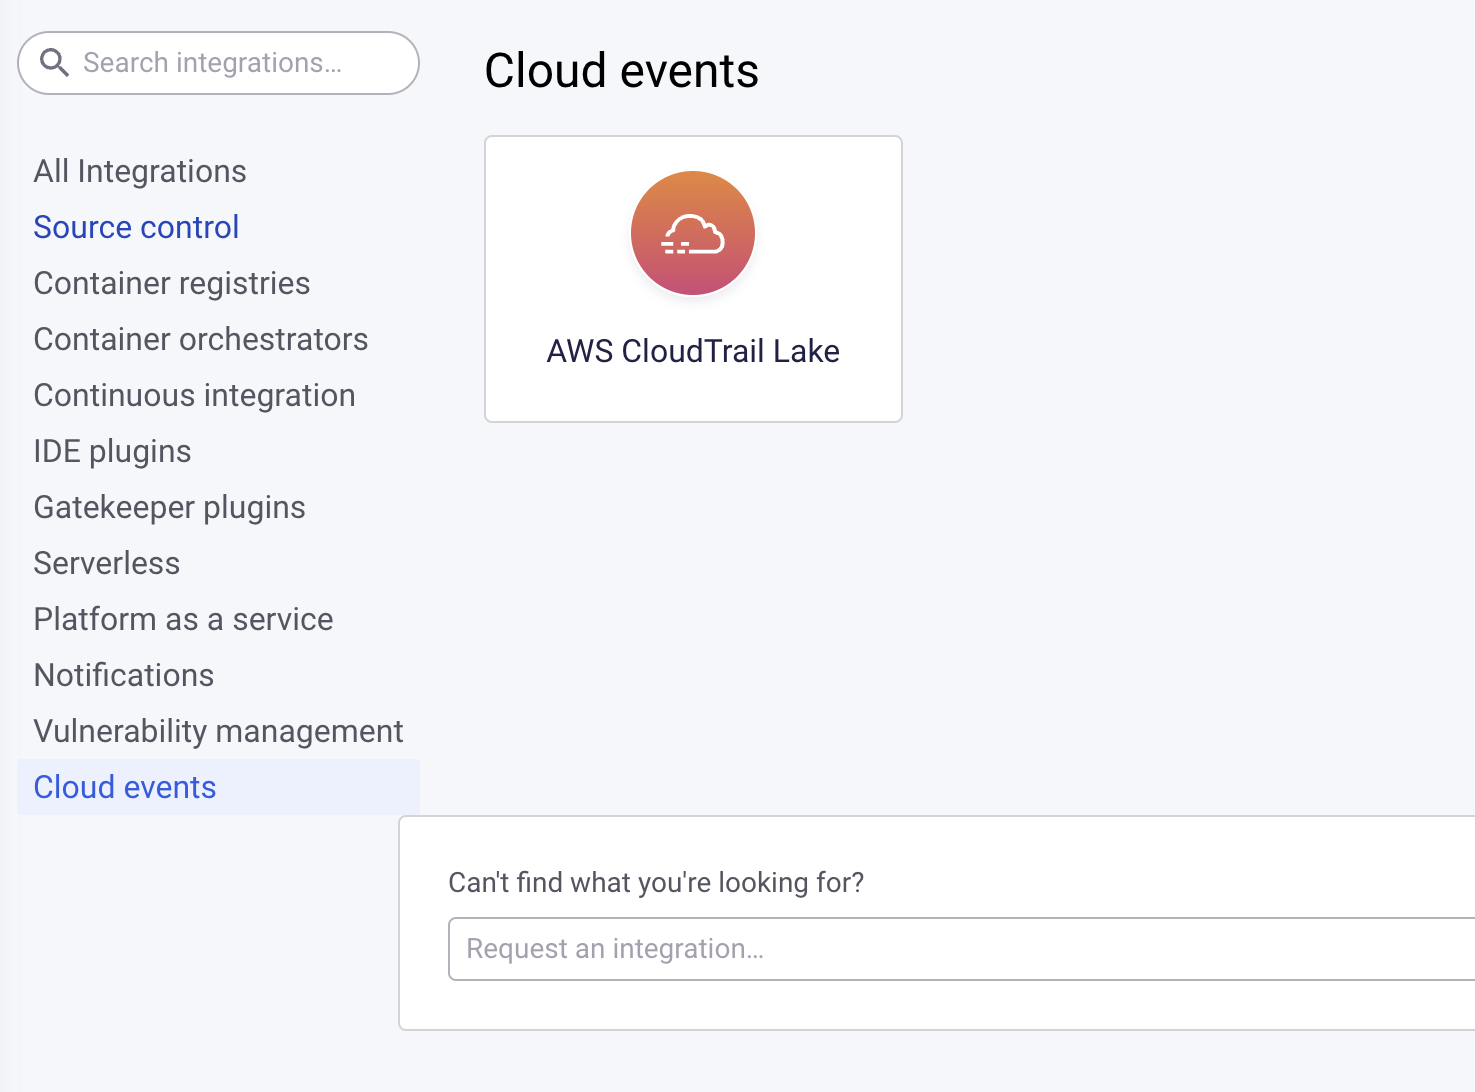 Search integrations...
All Integrations
Source control
Container registries
Container orchestrators
Continuous integration
IDE plugins
Gatekeeper plugins
Serverless
Platform as a service
Notifications
Vulnerability management
Cloud events
Cloud events
AWS CloudTrail Lake
Can't find what you're looking for?
Request an integration...